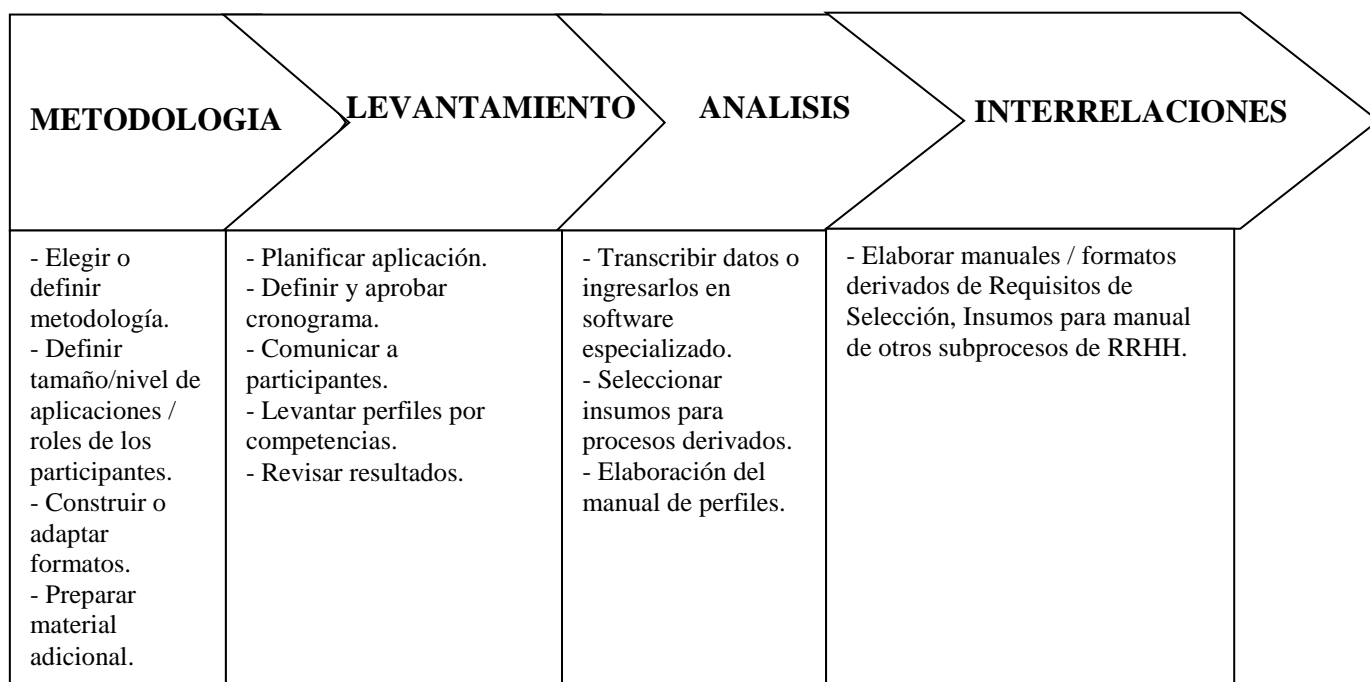 METODOLOGIA
LEVANTAMIENTO
ANALISIS
INTERRELACIONES
- Elegir o
definir
metodología.
- Definir
tamaño/nivel de
aplicaciones /
roles de los
participantes.
- Construir o
adaptar
formatos.
- Preparar
material
adicional.
- Planificar aplicación.
- Definir y aprobar
cronograma.
- Comunicar a
participantes.
- Levantar perfiles por
competencias.
- Revisar resultados.
- Transcribir datos o
ingresarlos en
software
especializado.
- Seleccionar
insumos para
procesos derivados.
- Elaboración del
manual de perfiles.
- Elaborar manuales / formatos
derivados de Requisitos de
Selección, Insumos para manual
de otros subprocesos de RRHH.